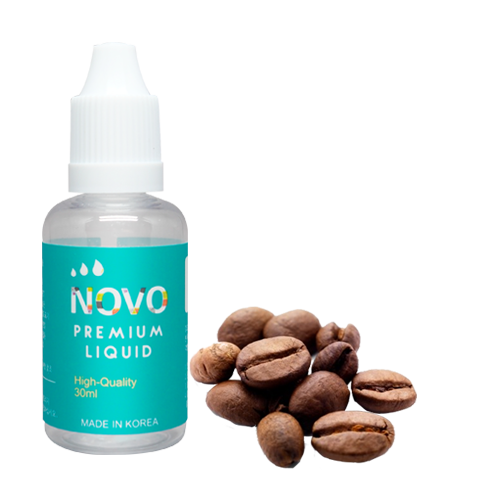 NOVO
PREMIUM
LIQUID
High-Quality
30ml
MADE IN KOREA